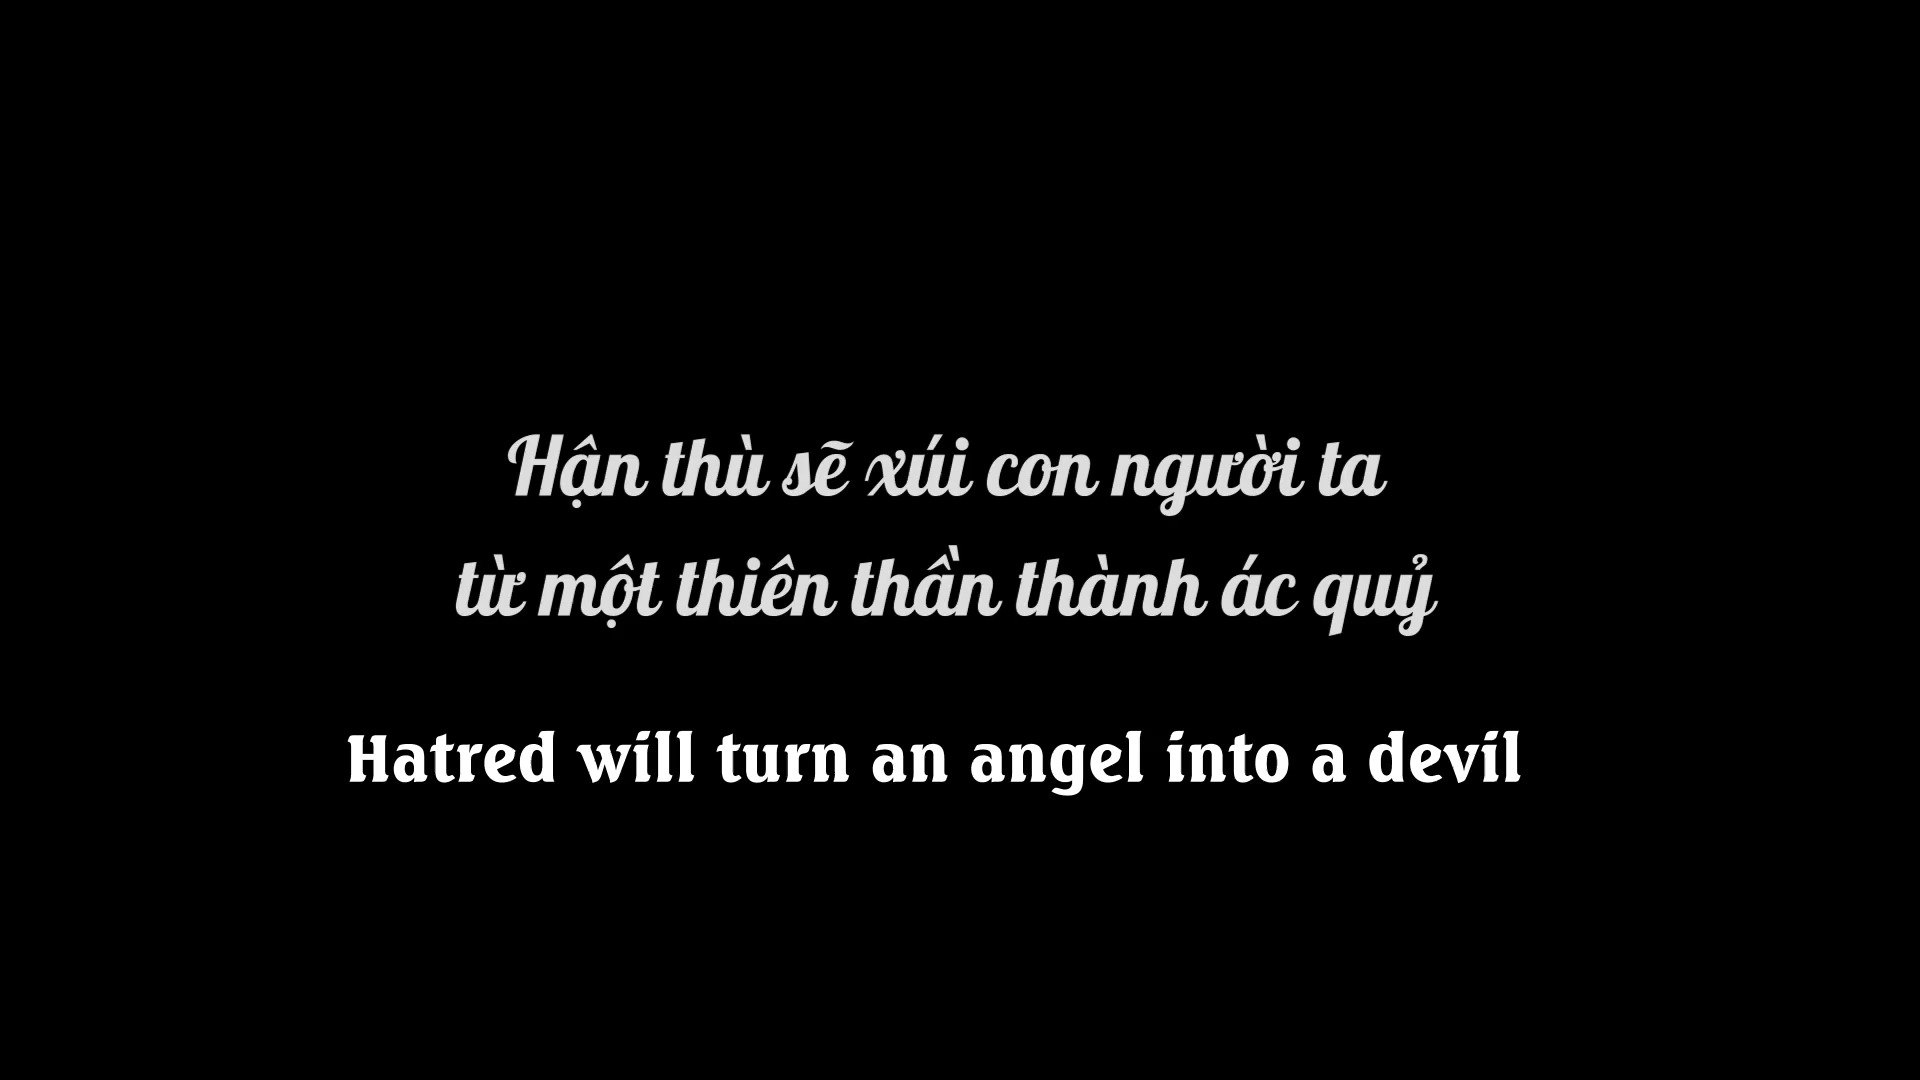 Hận thù sẽ xúi con người ta
từ một thiên thần thành ác quỷ
Hatred will turn an angel into a devil